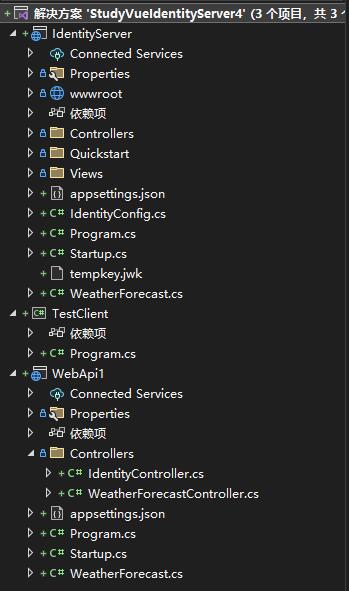 解决方案 'StudyVueIdentityServer4' (3 个项目，共 3 个
IdentityServer
Connected Services
Properties
wwwroot
依赖项
Controllers
Quickstart
Views
appsettings.json
C# IdentityConfig.cs
C# Program.cs
C# Startup.cs
tempkey.jwk
C# WeatherForecast.cs
C# TestClient
依赖项
C# Program.cs
WebApi1
Connected Services
Properties
依赖项
Controllers
C# IdentityController.cs
C# WeatherForecastController.cs
appsettings.json
C# Program.cs
C# Startup.cs
C# WeatherForecast.cs